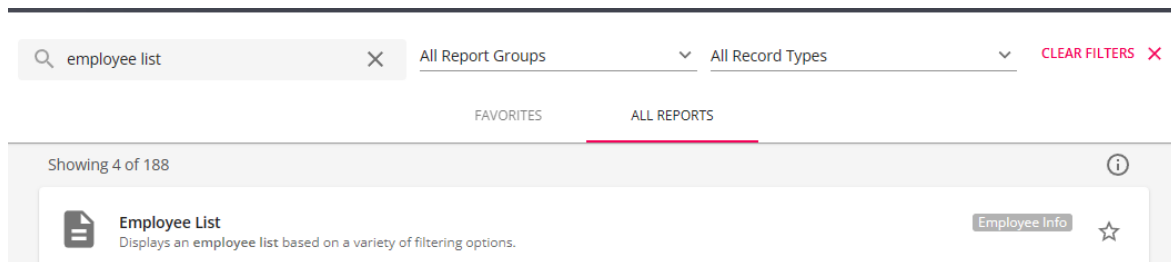 employee list
All Report Groups
All Record Types
CLEAR FILTERS
FAVORITES
ALL REPORTS
Showing 4 of 188
Employee List
Employee Info
Displays an employee list based on a variety of filtering options.